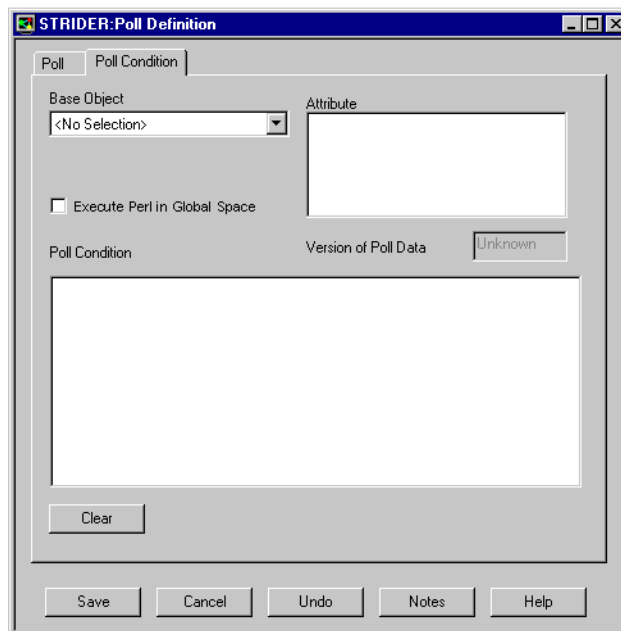 STRIDER:Poll Definition
Poll Poll Condition
Base Object
<No Selection>
Attribute
Execute Perl in Global Space
Poll Condition
Version of Poll Data Unknown
Clear
Save Cancel Undo Notes Help